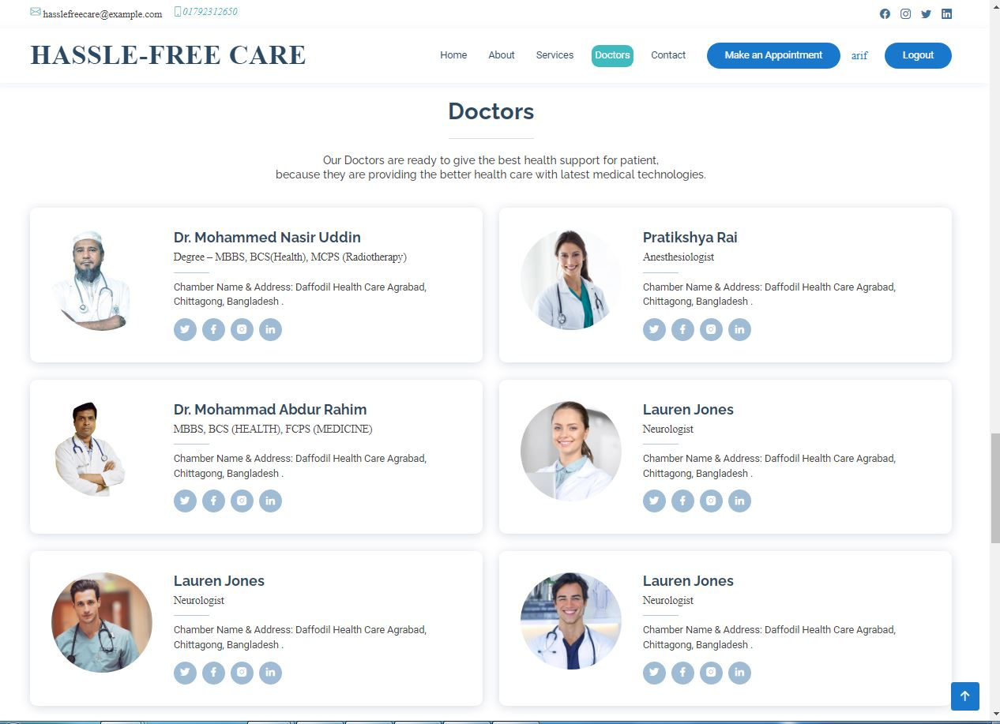 hasslefreecare@example.com 01792312650
HASSLE-FREE CARE
Home About Services Doctors Contact Make an Appointment arif Logout
Doctors
Our Doctors are ready to give the best health support for patient,
because they are providing the better health care with latest medical technologies.
Dr. Mohammed Nasir Uddin
Degree – MBBS, BCS(Health), MCPS (Radiotherapy)
Chamber Name & Address: Daffodil Health Care Agrabad,
Chittagong, Bangladesh .
Pratikshya Rai
Anesthesiologist
Chamber Name & Address: Daffodil Health Care Agrabad,
Chittagong, Bangladesh .
Dr. Mohammad Abdur Rahim
MBBS, BCS (HEALTH), FCPS (MEDICINE)
Chamber Name & Address: Daffodil Health Care Agrabad,
Chittagong, Bangladesh .
Lauren Jones
Neurologist
Chamber Name & Address: Daffodil Health Care Agrabad,
Chittagong, Bangladesh .
Lauren Jones
Neurologist
Chamber Name & Address: Daffodil Health Care Agrabad,
Chittagong, Bangladesh .
Lauren Jones
Neurologist
Chamber Name & Address: Daffodil Health Care Agrabad,
Chittagong, Bangladesh .